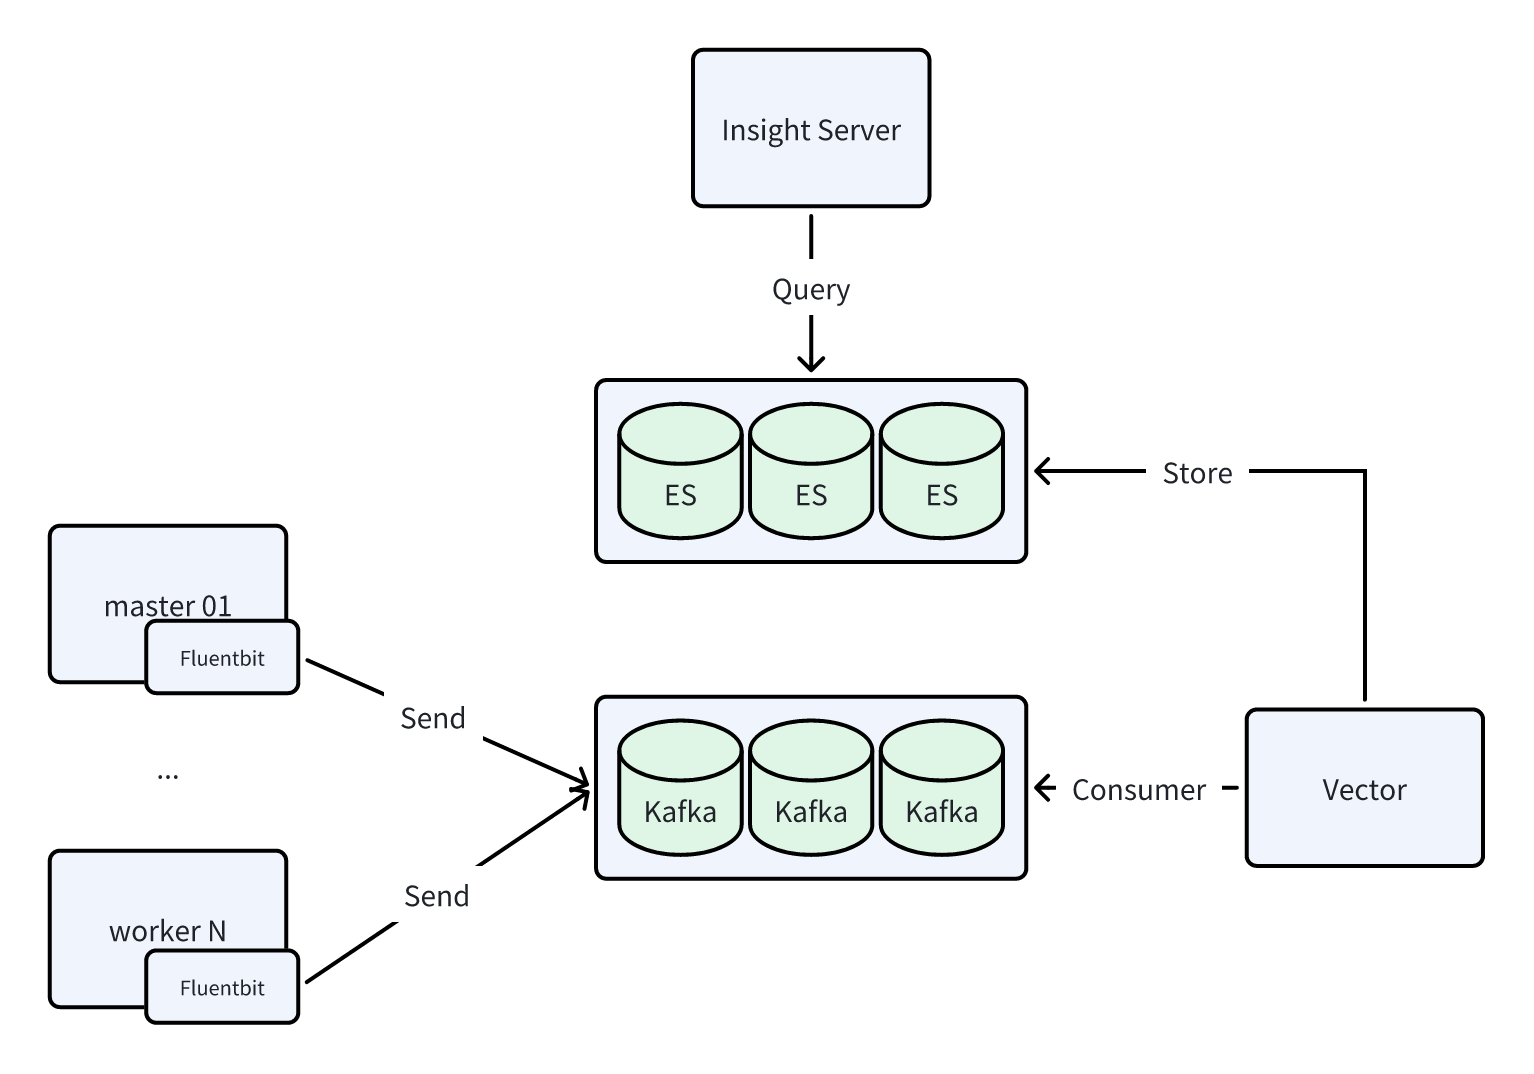 Insight Server
Query
ES
ES
ES
Store
master 01
Fluentbit
Send
...
Kafka
Kafka
Kafka
Consumer
Vector
Send
worker N
Fluentbit